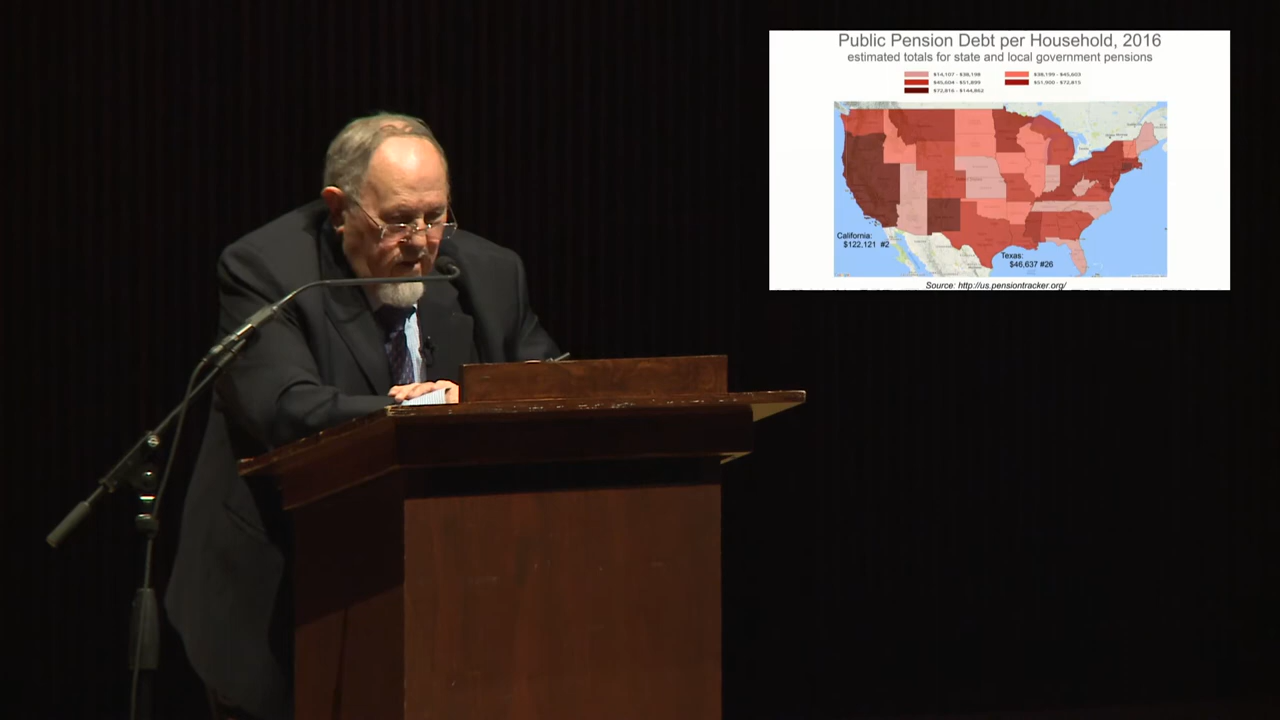 Public Pension Debt per Household, 2016
estimated totals for state and local government pensions
$14,107 - $38,198
$38,199 - $45,603
$45,604 - $51,899
$51,900 - $72,815
$72,816 - $144,862
California:
$122,121 #2
Texas:
$46,637 #26
Source: http://us.pensiontracker.org/